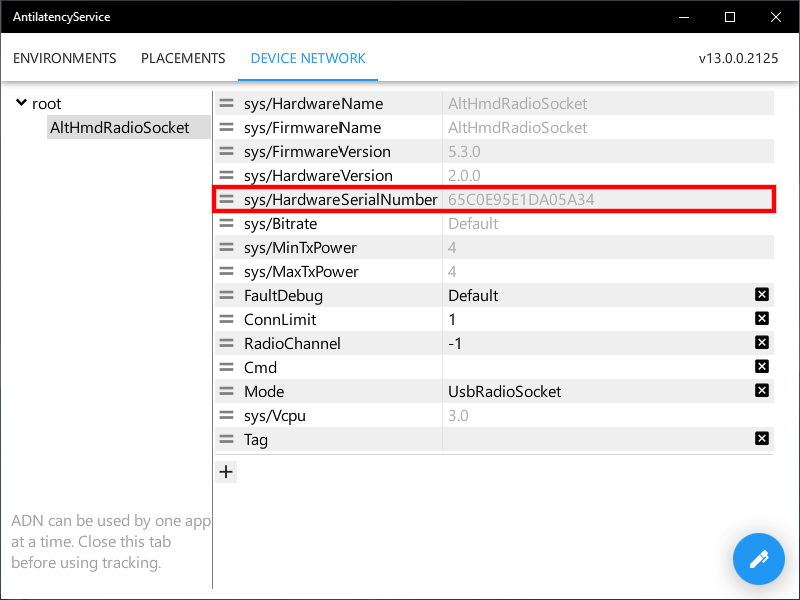 AntilatencyService
ENVIRONMENTS PLACEMENTS DEVICE NETWORK v13.0.0.2125
root
AltHmdRadioSocket
sys/HardwareName AltHmdRadioSocket
sys/FirmwareName AltHmdRadioSocket
sys/FirmwareVersion 5.3.0
sys/HardwareVersion 2.0.0
sys/HardwareSerialNumber 65C0E95E1DA05A34
sys/Bitrate Default
sys/MinTxPower 4
sys/MaxTxPower 4
FaultDebug Default
ConnLimit 1
RadioChannel -1
Cmd
Mode UsbRadioSocket
sys/Vcpu 3.0
Tag
ADN can be used by one app
at a time. Close this tab
before using tracking.